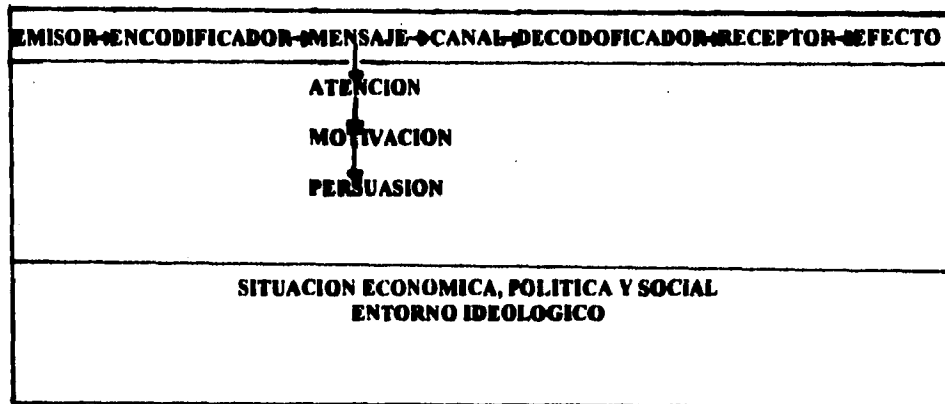 EMISOR→ENCODIFICADOR→MENSAJE→CANAL→DECODOFICADOR→RECEPTOR→EFECTO
ATENCION
MOTIVACION
PERSUASION
SITUACION ECONOMICA, POLITICA Y SOCIAL
ENTORNO IDEOLOGICO